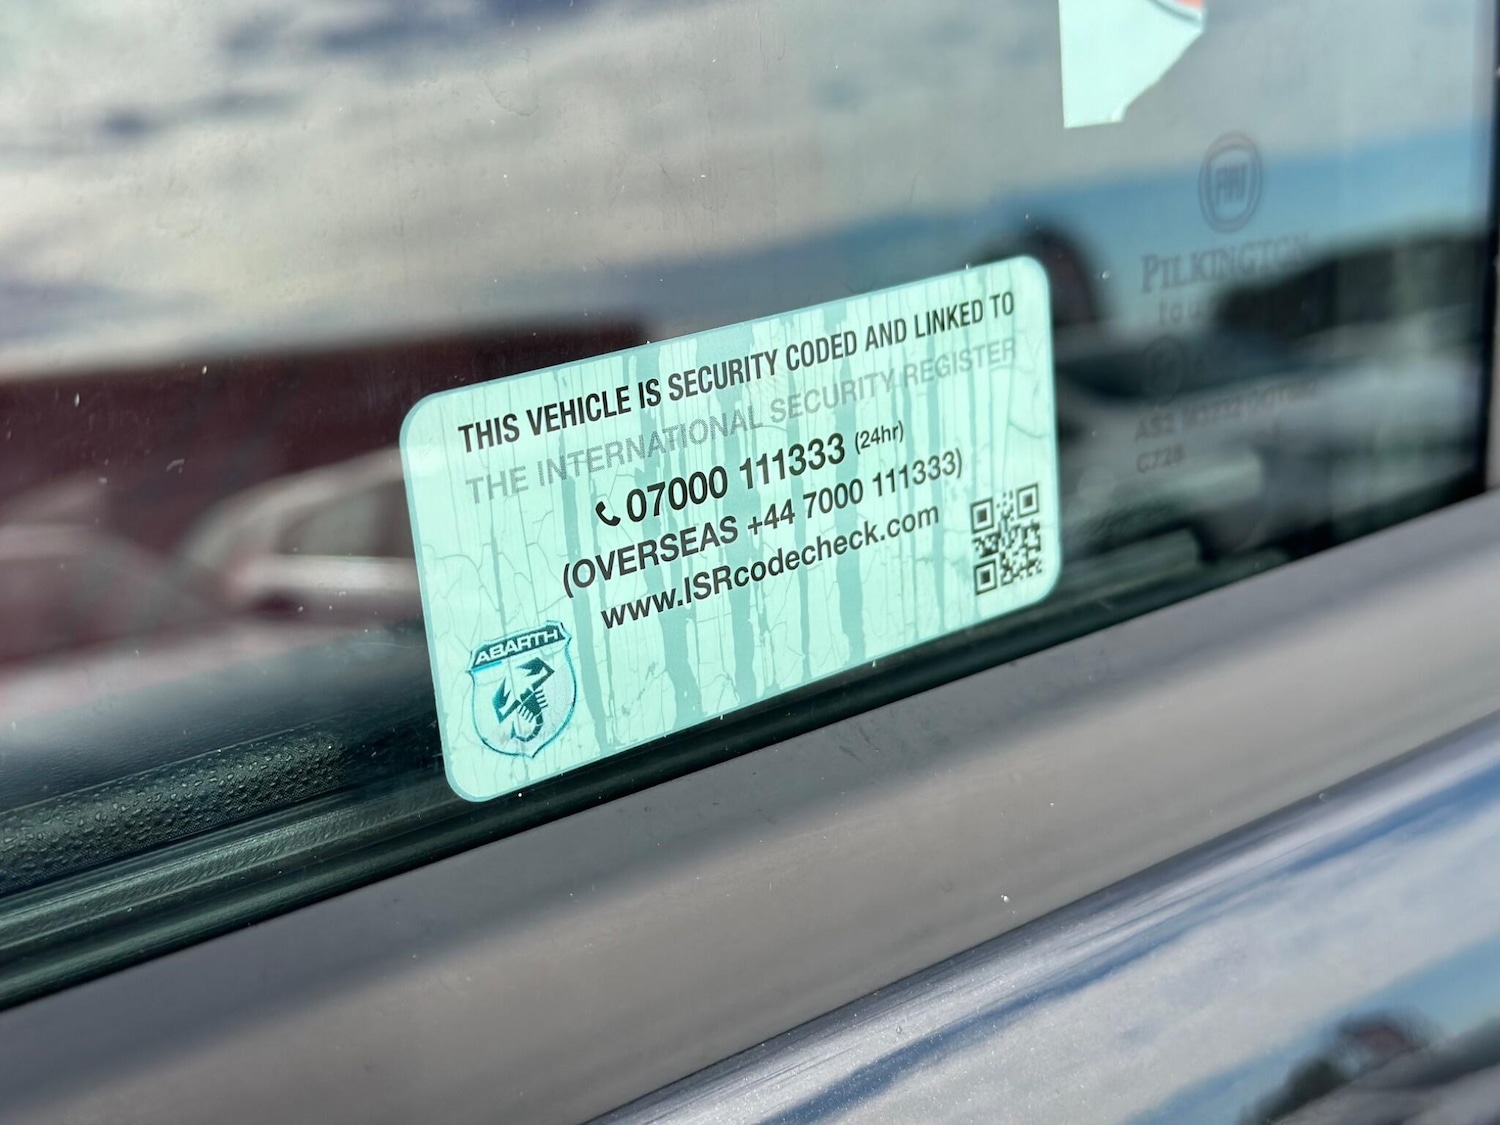 THIS VEHICLE IS SECURITY CODED AND LINKED TO
THE INTERNATIONAL SECURITY REGISTER
07000 111333 (24hr)
(OVERSEAS +44 7000 111333)
www.ISRcodecheck.com
ABARTH
FIAT
PILKINGTON